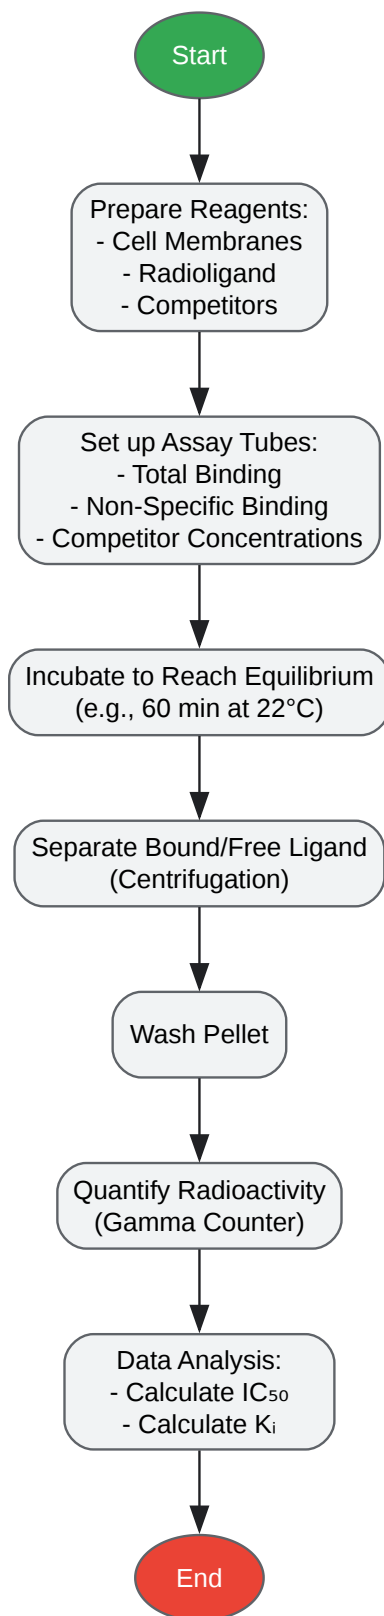 Start
Prepare Reagents:
- Cell Membranes
- Radioligand
- Competitors
Set up Assay Tubes:
- Total Binding
- Non-Specific Binding
- Competitor Concentrations
Incubate to Reach Equilibrium
(e.g., 60 min at 22°C)
Separate Bound/Free Ligand
(Centrifugation)
Wash Pellet
Quantify Radioactivity
(Gamma Counter)
Data Analysis:
- Calculate IC₅₀
- Calculate Kᵢ
End